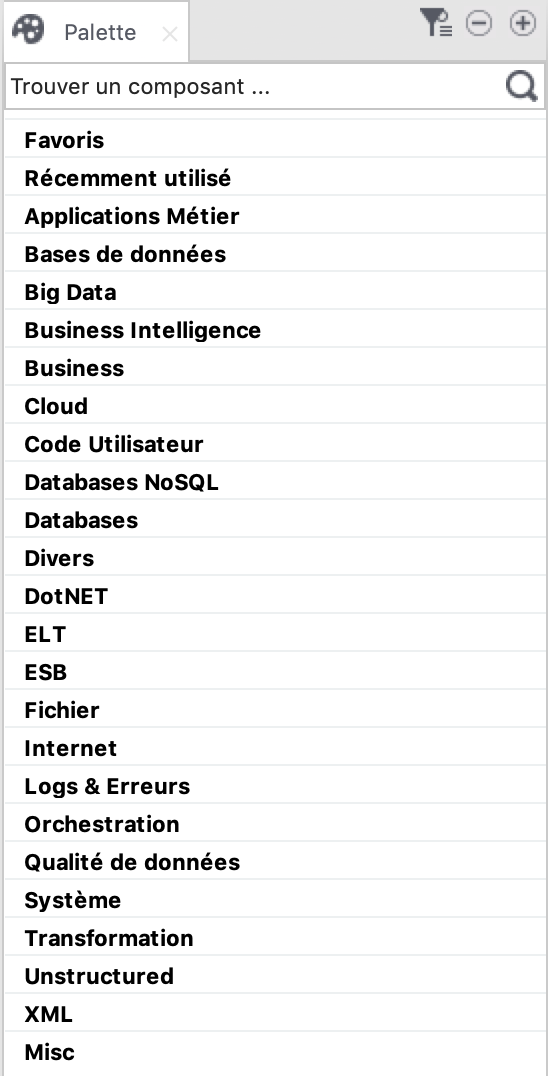 Palette
Trouver un composant ...
Favoris
Récemment utilisé
Applications Métier
Bases de données
Big Data
Business Intelligence
Business
Cloud
Code Utilisateur
Databases NoSQL
Databases
Divers
DotNET
ELT
ESB
Fichier
Internet
Logs & Erreurs
Orchestration
Qualité de données
Système
Transformation
Unstructured
XML
Misc